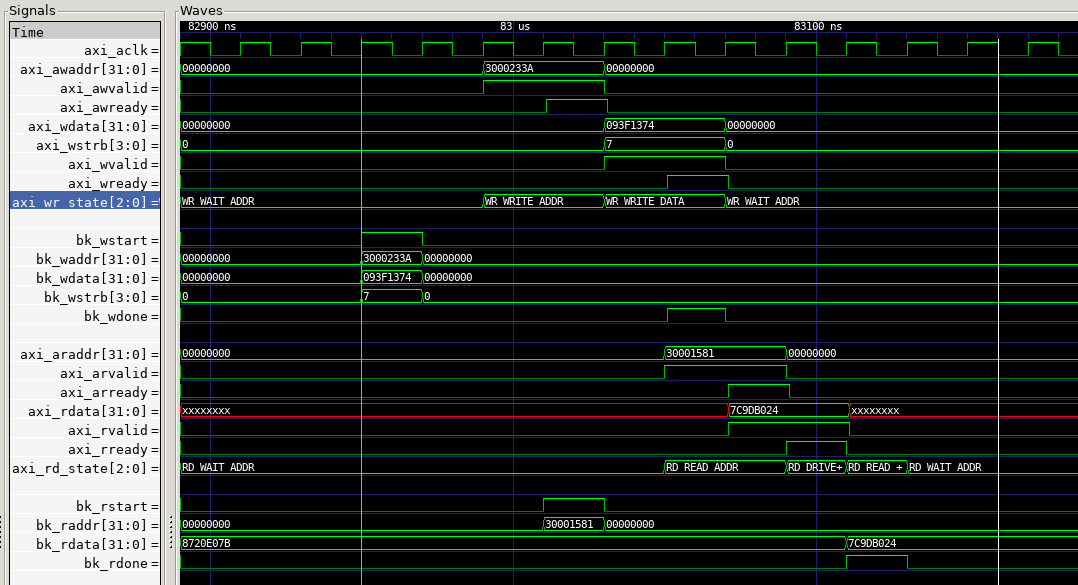 Signals Waves
Time 82900 ns 83 us 83100 ns
axi_aclk =
axi_awaddr[31:0] = 00000000 3000233A 00000000
axi_awvalid =
axi_awready =
axi_wdata[31:0] = 00000000 093F1374 00000000
axi_wstrb[3:0] = 0 7 0
axi_wvalid =
axi_wready =
axi_wr_state[2:0] = WR WAIT ADDR WR WRITE ADDR WR WRITE DATA WR WAIT ADDR
bk_wstart =
bk_waddr[31:0] = 00000000 3000233A 00000000
bk_wdata[31:0] = 00000000 093F1374 00000000
bk_wstrb[3:0] = 0 7 0
bk_wdone =
axi_araddr[31:0] = 00000000 30001581 00000000
axi_arvalid =
axi_arready =
axi_rdata[31:0] = xxxxxxxx 7C9DB024 xxxxxxxx
axi_rvalid =
axi_rready =
axi_rd_state[2:0] = RD WAIT ADDR RD READ ADDR RD DRIVE+ RD READ + RD WAIT ADDR
bk_rstart =
bk_raddr[31:0] = 00000000 30001581 00000000
bk_rdata[31:0] = 8720E07B 7C9DB024
bk_rdone =